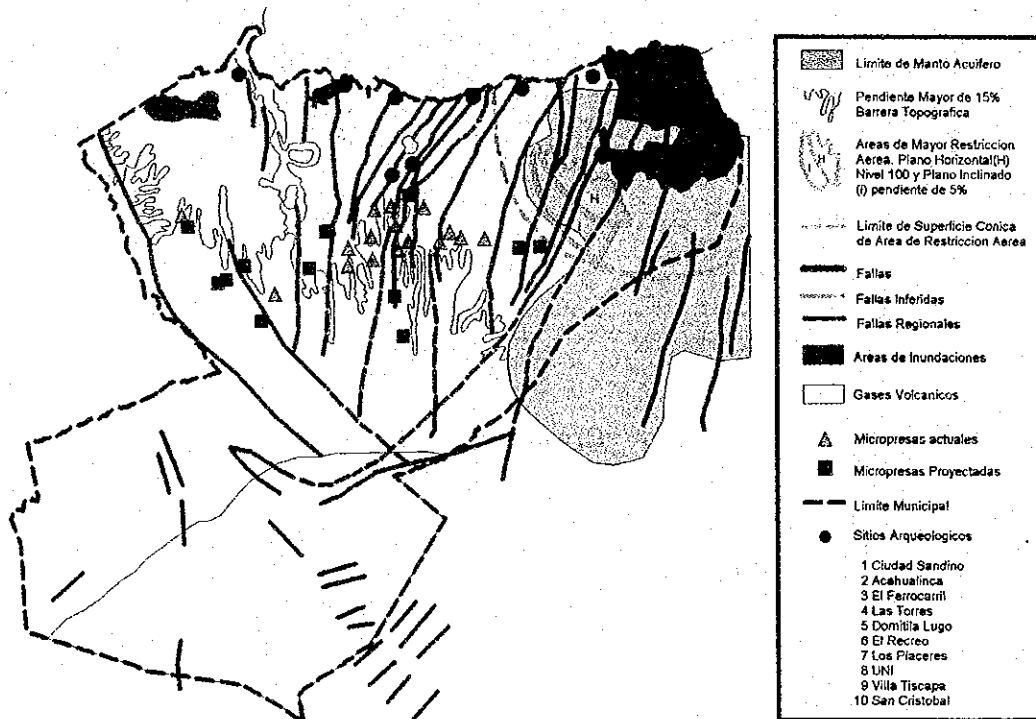 Limite de Manto Acuifero
Pendiente Mayor de 15%
Barrera Topografica
H
Areas de Mayor Restriccion
Aerea. Plano Horizontal(H)
Nivel 100 y Plano Inclinado
(i) pendiente de 5%
Limite de Superficie Conica
de Area de Restriccion Aerea
Fallas
Fallas Inferidas
Fallas Regionales
Areas de Inundaciones
Gases Volcanicos
Micropresas actuales
Micropresas Proyectadas
Limite Municipal
Sitios Arqueologicos
1 Ciudad Sandino
2 Acahualinca
3 El Ferrocarril
4 Las Torres
5 Domitila Lugo
6 El Recreo
7 Los Placeres
8 UNI
9 Villa Tiscapa
10 San Cristobal
H